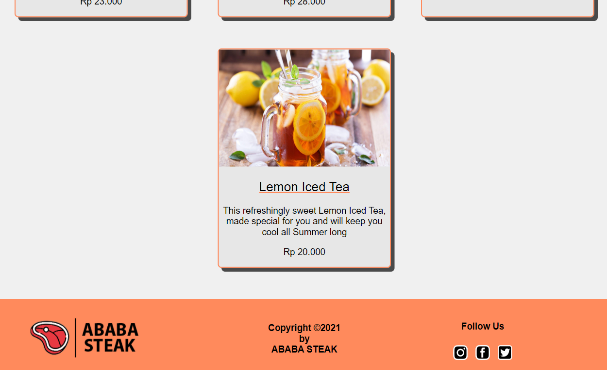 Rp 23.000
Rp 28.000
Lemon Iced Tea
This refreshingly sweet Lemon Iced Tea,
made special for you and will keep you
cool all Summer long
Rp 20.000
ABABA
STEAK
Copyright ©2021
by
ABABA STEAK
Follow Us